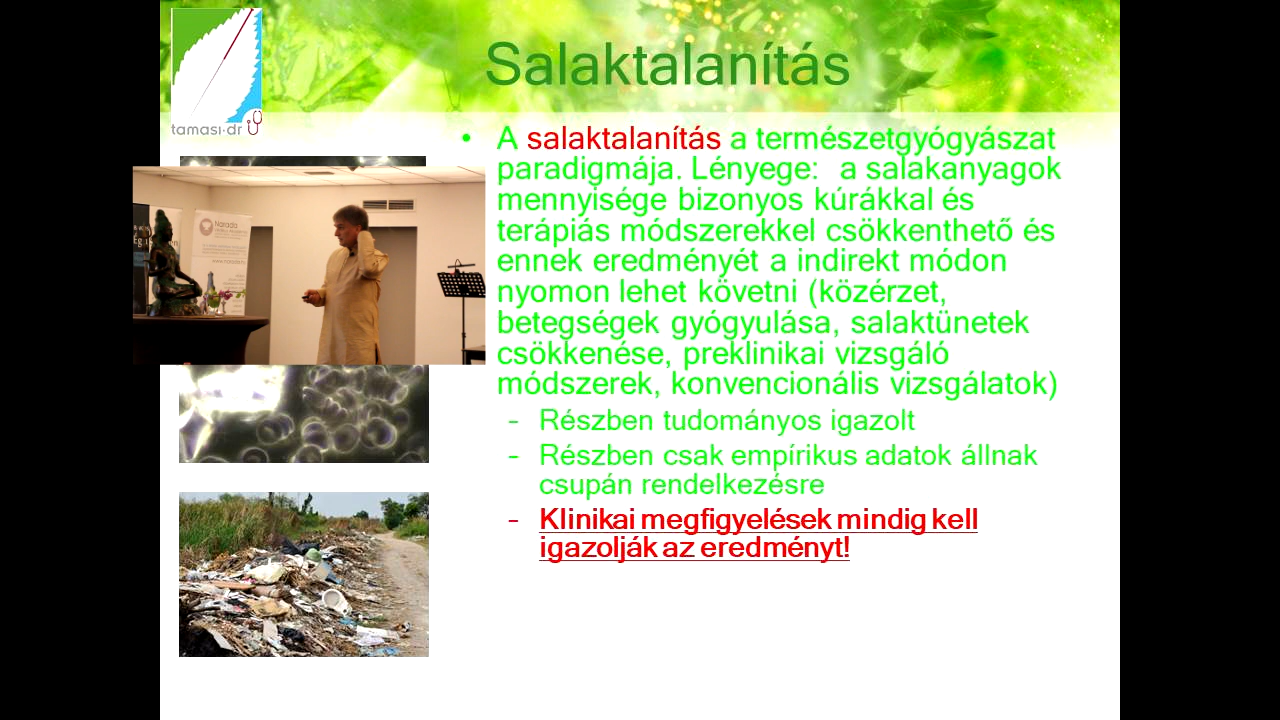 Salaktalanítás
tamasi·dr
• A salaktalanítás a természetgyógyászat
paradigmája. Lényege: a salakanyagok
mennyisége bizonyos kúrákkal és
terápiás módszerekkel csökkenthető és
ennek eredményét a indirekt módon
nyomon lehet követni (közérzet,
betegségek gyógyulása, salaktünetek
csökkenése, preklinikai vizsgáló
módszerek, konvencionális vizsgálatok)
– Részben tudományos igazolt
– Részben csak empírikus adatok állnak
csupán rendelkezésre
– Klinikai megfigyelések mindig kell
igazolják az eredményt!
Narada